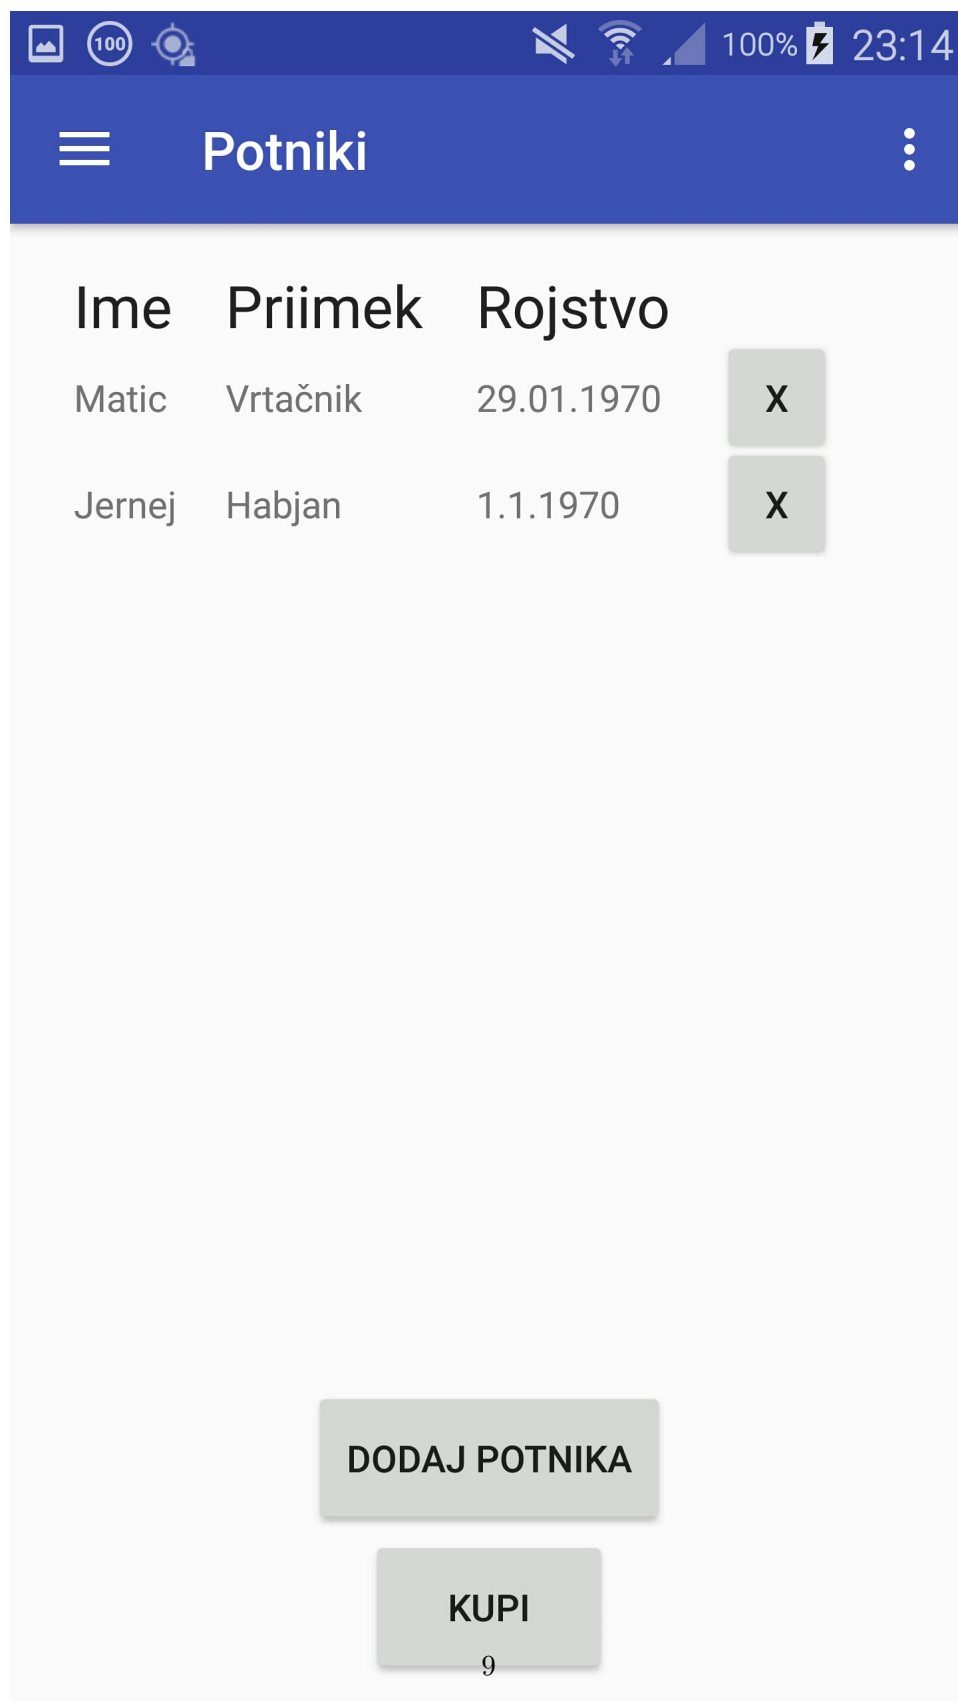 100 100% 23:14
Potniki
Ime Priimek Rojstvo
Matic Vrtačnik 29.01.1970 X
Jernej Habjan 1.1.1970 X
DODAJ POTNIKA
KUPI
9